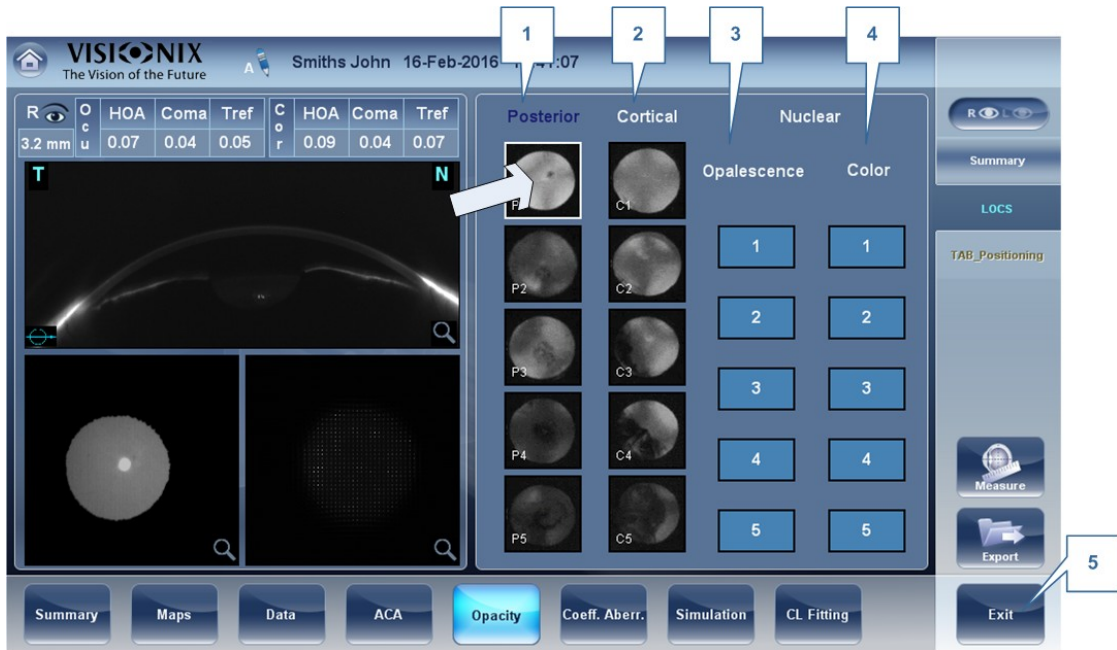 1
2
3
4
VISIONIX
The Vision of the Future
A
Smiths John 16-Feb-2016 41:07
R Ocu HOA Coma Tref Cor HOA Coma Tref
3.2 mm 0.07 0.04 0.05 0.09 0.04 0.07
T N
Posterior Cortical Nuclear
Opalescence Color
P C1
P2 C2 1 1
P3 C3 2 2
3 3
P4 C4 4 4
P5 C5 5 5
R L
Summary
LOCS
TAB_Positioning
Measure
Export
5
Summary Maps Data ACA Opacity Coeff. Aberr. Simulation CL Fitting Exit